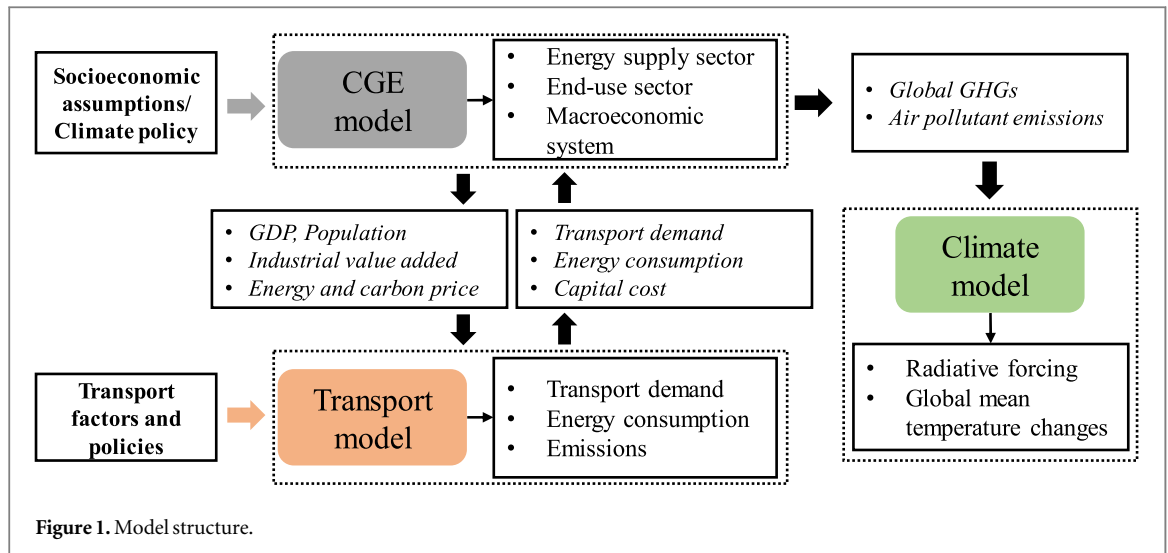 Socioeconomic
assumptions/
Climate policy
CGE
model
• Energy supply sector
• End-use sector
• Macroeconomic
system
• Global GHGs
• Air pollutant emissions
• GDP, Population
• Industrial value added
• Energy and carbon price
• Transport demand
• Energy consumption
• Capital cost
Climate
model
• Radiative forcing
• Global mean
temperature changes
Transport
factors and
policies
Transport
model
• Transport demand
• Energy consumption
• Emissions
Figure 1. Model structure.